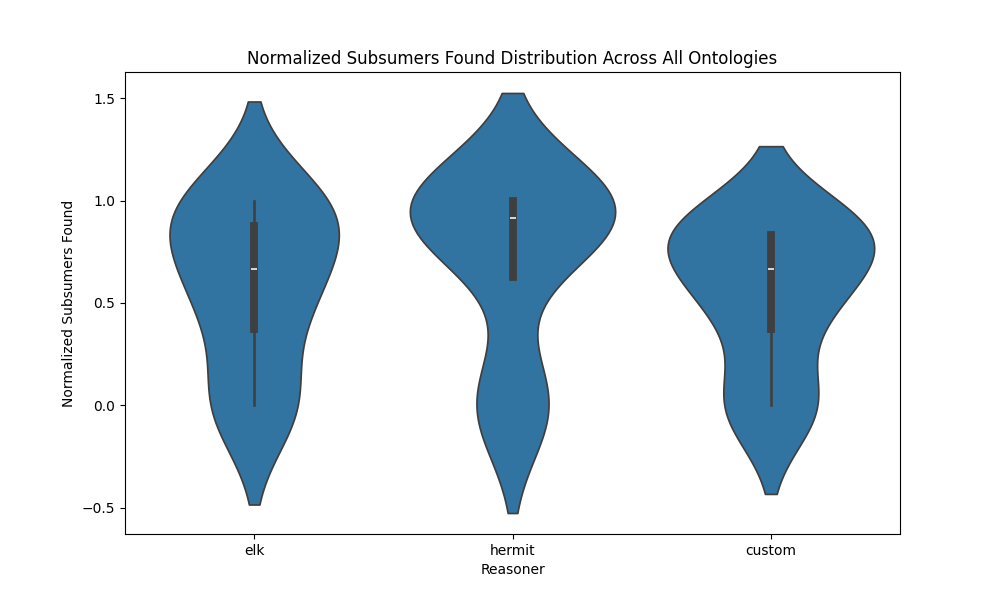 Normalized Subsumers Found Distribution Across All Ontologies
1.5
1.0
0.5
0.0
−0.5
Normalized Subsumers Found
elk hermit custom
Reasoner